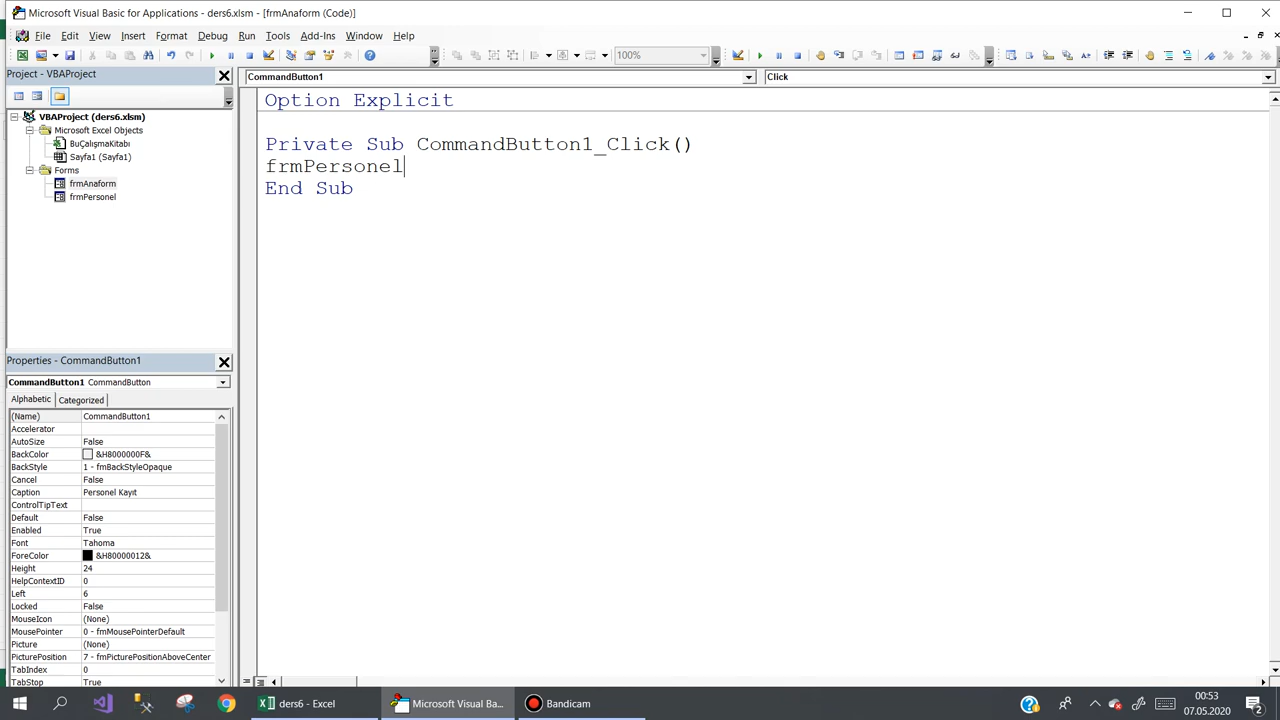 Microsoft Visual Basic for Applications - ders6.xlsm - [frmAnaform (Code)]
File Edit View Insert Format Debug Run Tools Add-Ins Window Help
100%
Project - VBAProject
CommandButton1
Click
VBAProject (ders6.xlsm)
Microsoft Excel Objects
BuÇalışmaKitabı
Sayfa1 (Sayfa1)
Forms
frmAnaform
frmPersonel
Option Explicit
Private Sub CommandButton1_Click()
frmPersonel
End Sub
Properties - CommandButton1
CommandButton1 CommandButton
Alphabetic Categorized
(Name) CommandButton1
Accelerator
AutoSize False
BackColor &H8000000F&
BackStyle 1 - fmBackStyleOpaque
Cancel False
Caption Personel Kayıt
ControlTipText
Default False
Enabled True
Font Tahoma
ForeColor &H80000012&
Height 24
HelpContextID 0
Left 6
Locked False
MouseIcon (None)
MousePointer 0 - fmMousePointerDefault
Picture (None)
PicturePosition 7 - fmPicturePositionAboveCenter
TabIndex 0
TabStop True
ders6 - Excel
Microsoft Visual Ba...
Bandicam
00:53
07.05.2020
2